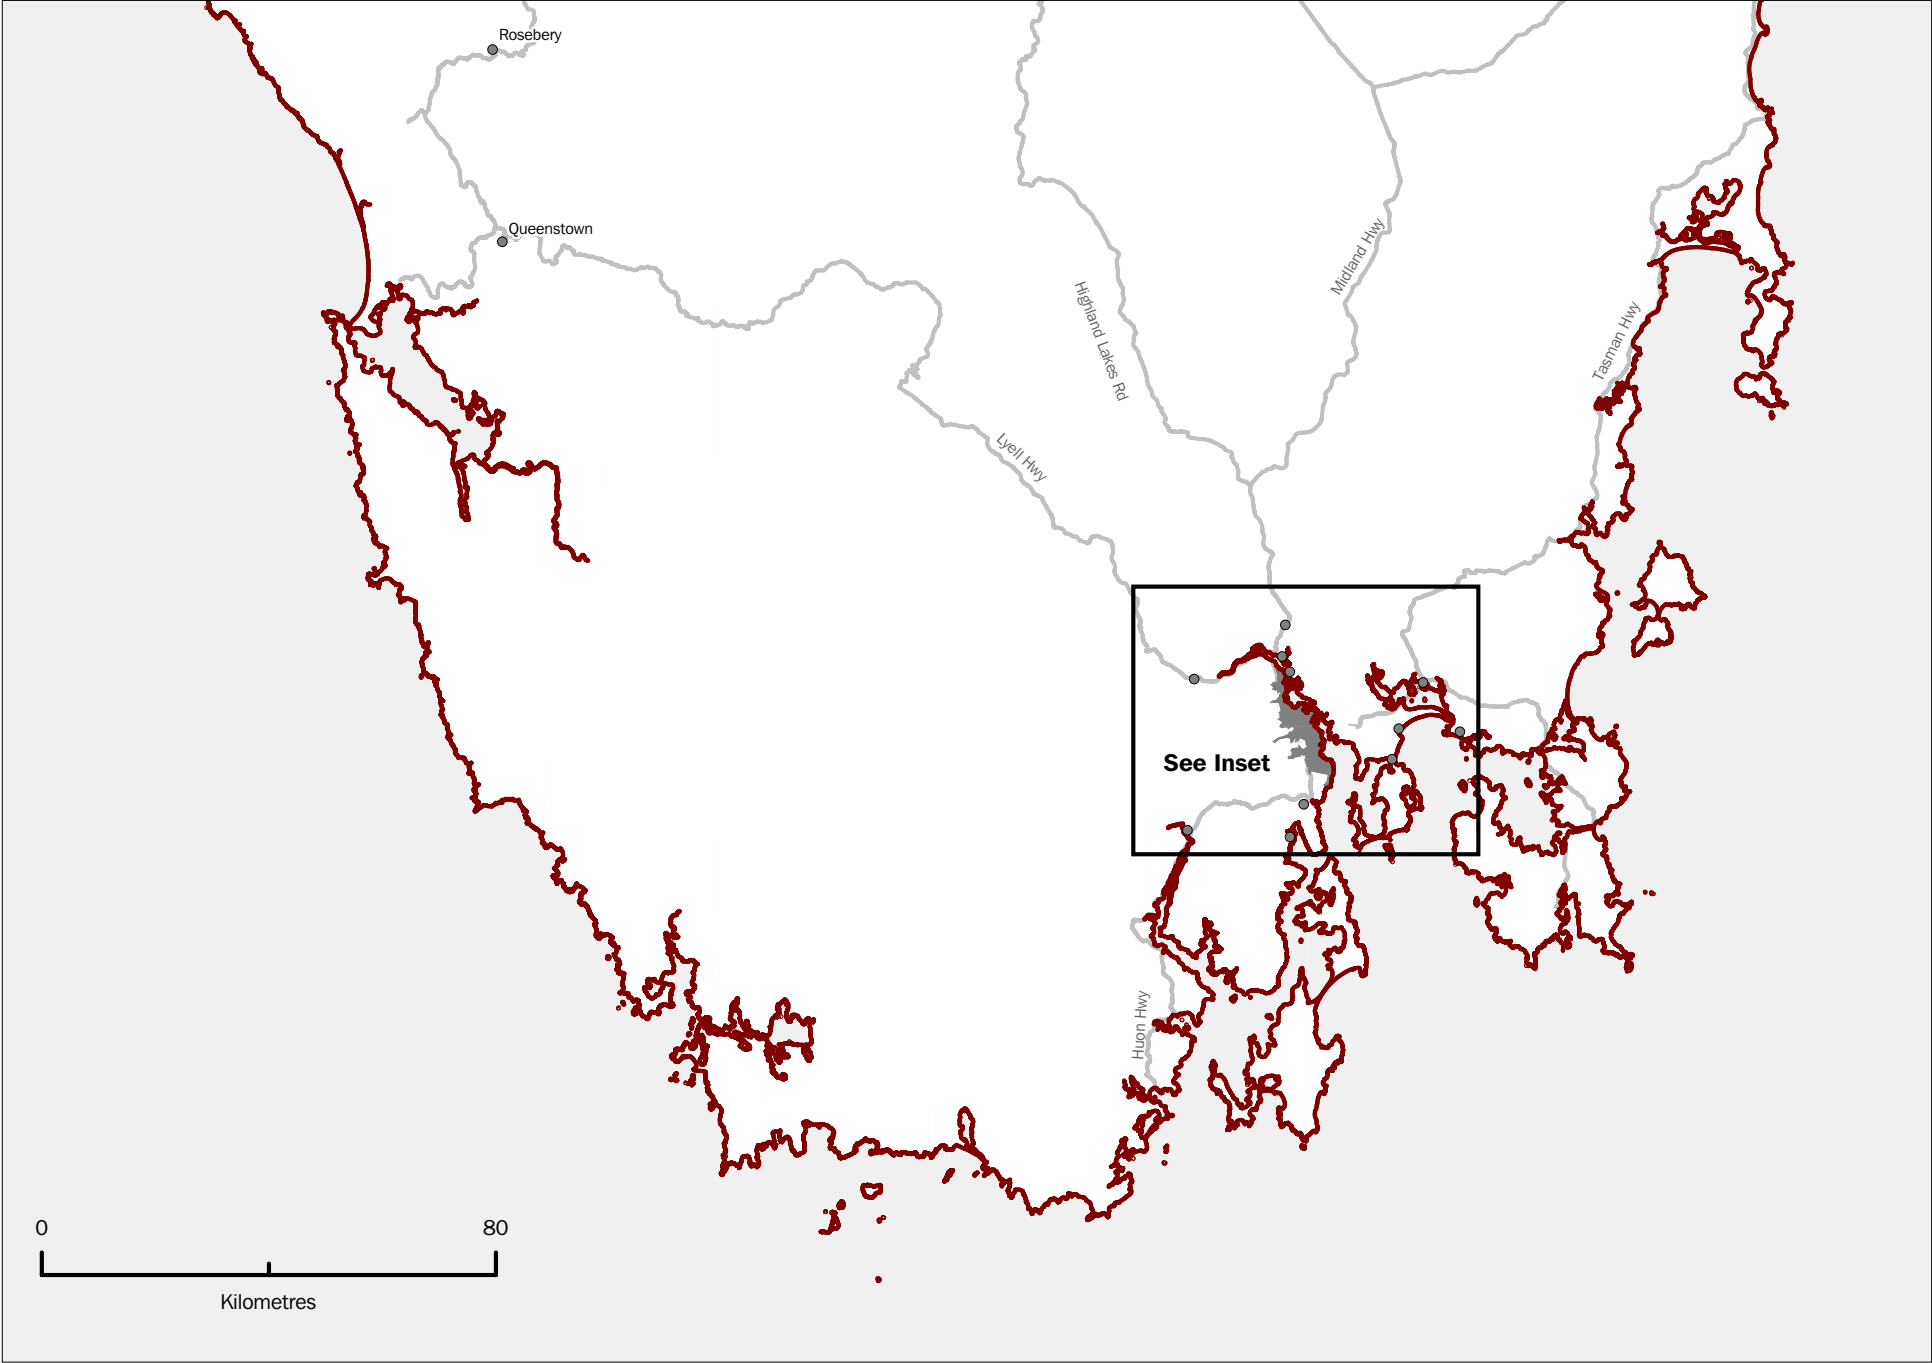 Rosebery
Queenstown
Midland Hwy
Highland Lakes Rd
Tasman Hwy
Lyell Hwy
See Inset
Huon Hwy
0 80
Kilometres